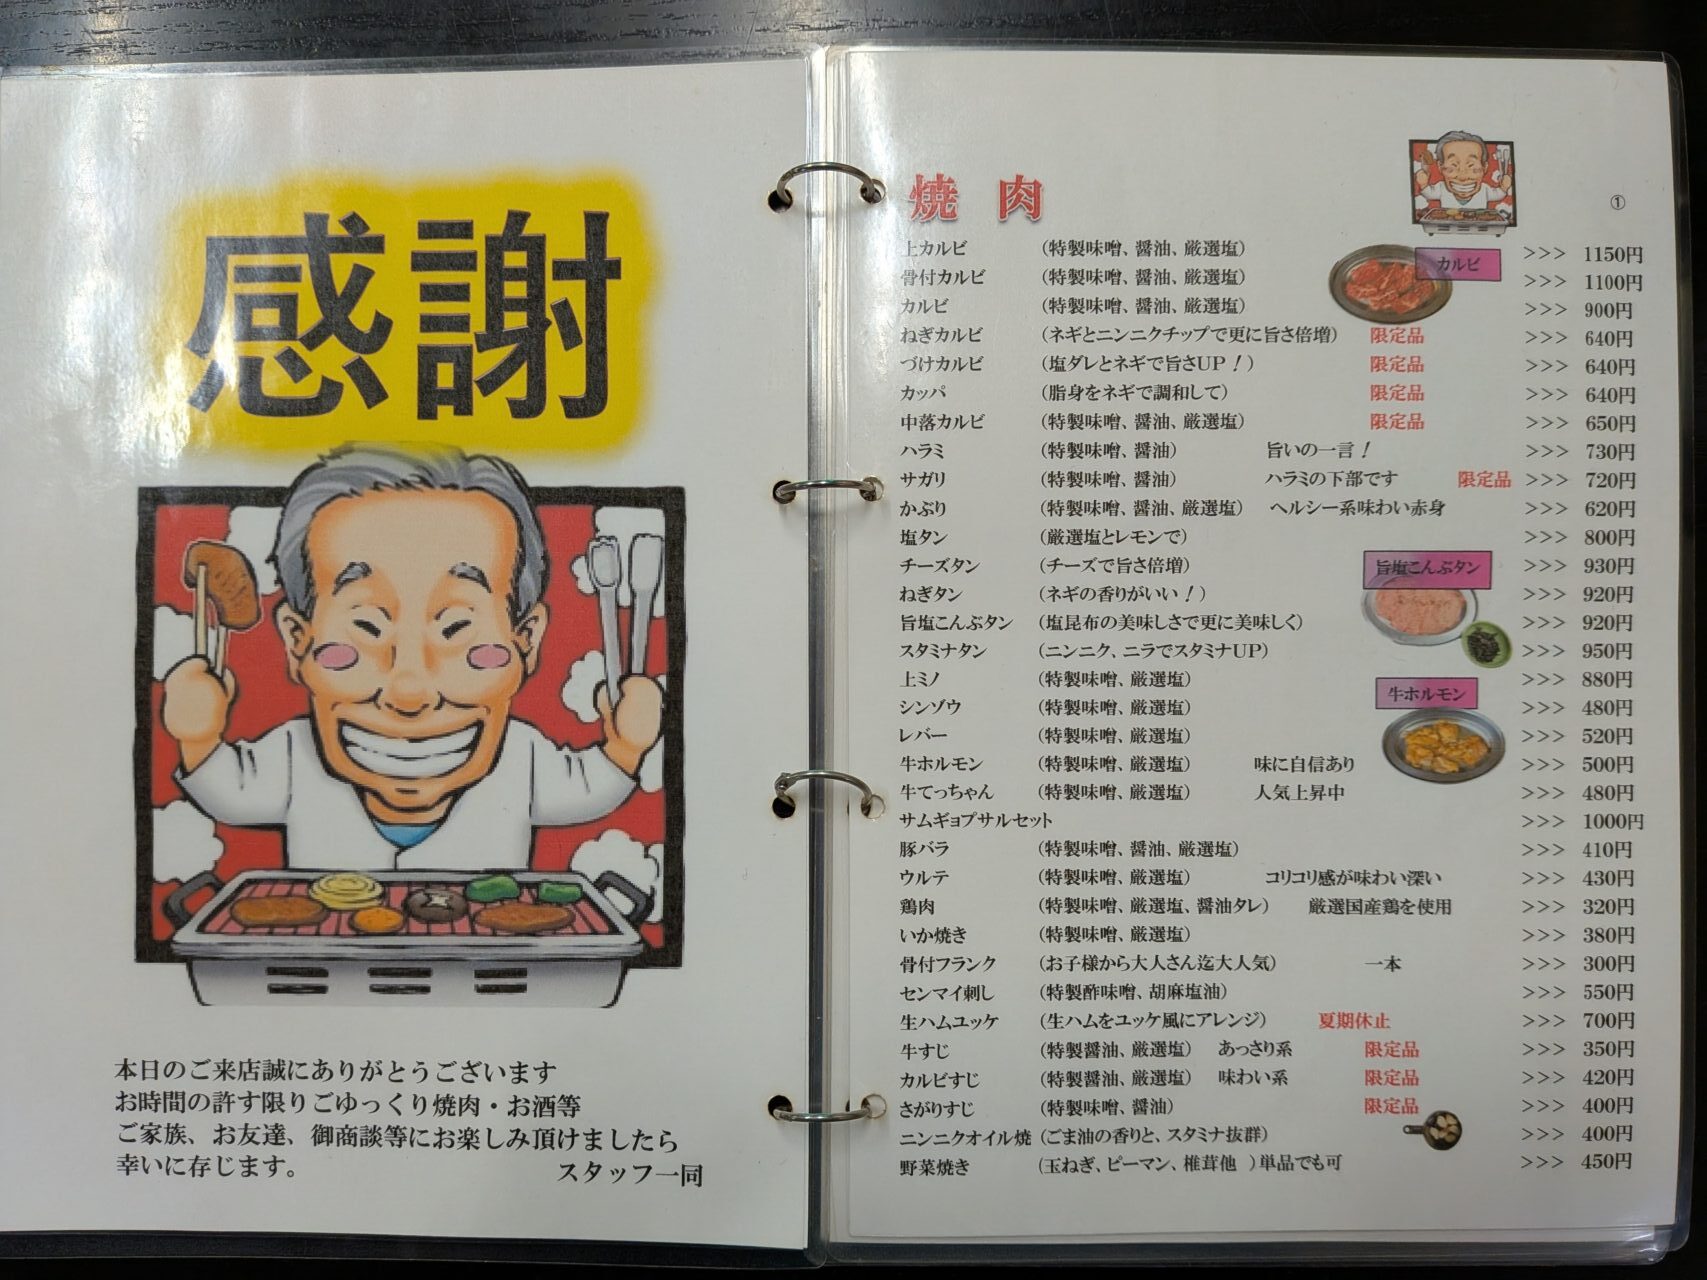 感謝
本日のご来店誠にありがとうございます
お時間の許す限りごゆっくり焼肉・お酒等
ご家族、お友達、御商談等にお楽しみ頂けましたら
幸いに存じます。
スタッフ一同
焼 肉
①
カルビ
上カルビ (特製味噌、醤油、厳選塩) >>> 1150円
骨付カルビ (特製味噌、醤油、厳選塩) >>> 1100円
カルビ (特製味噌、醤油、厳選塩) >>> 900円
ねぎカルビ (ネギとニンニクチップで更に旨さ倍増) 限定品 >>> 640円
づけカルビ (塩ダレとネギで旨さUP！) 限定品 >>> 640円
カッパ (脂身をネギで調和して) 限定品 >>> 640円
中落カルビ (特製味噌、醤油、厳選塩) 限定品 >>> 650円
ハラミ (特製味噌、醤油) 旨いの一言！ >>> 730円
サガリ (特製味噌、醤油) ハラミの下部です 限定品 >>> 720円
かぶり (特製味噌、醤油、厳選塩) ヘルシー系味わい赤身 >>> 620円
塩タン (厳選塩とレモンで) >>> 800円
チーズタン (チーズで旨さ倍増) >>> 930円
旨塩こんぶタン
ねぎタン (ネギの香りがいい！) >>> 920円
旨塩こんぶタン (塩昆布の美味しさで更に美味しく) >>> 920円
スタミナタン (ニンニク、ニラでスタミナUP) >>> 950円
上ミノ (特製味噌、厳選塩) >>> 880円
牛ホルモン
シンゾウ (特製味噌、厳選塩) >>> 480円
レバー (特製味噌、厳選塩) >>> 520円
牛ホルモン (特製味噌、厳選塩) 味に自信あり >>> 500円
牛てっちゃん (特製味噌、厳選塩) 人気上昇中 >>> 480円
サムギョプサルセット >>> 1000円
豚バラ (特製味噌、醤油、厳選塩) >>> 410円
ウルテ (特製味噌、厳選塩) コリコリ感が味わい深い >>> 430円
鶏肉 (特製味噌、厳選塩、醤油タレ) 厳選国産鶏を使用 >>> 320円
いか焼き (特製味噌、厳選塩) >>> 380円
骨付フランク (お子様から大人さん迄大人気) 一本 >>> 300円
センマイ刺し (特製酢味噌、胡麻塩油) >>> 550円
生ハムユッケ (生ハムをユッケ風にアレンジ) 夏期休止 >>> 700円
牛すじ (特製醤油、厳選塩) あっさり系 限定品 >>> 350円
カルビすじ (特製醤油、厳選塩) 味わい系 限定品 >>> 420円
さがりすじ (特製味噌、醤油) 限定品 >>> 400円
ニンニクオイル焼 (ごま油の香りと、スタミナ抜群) >>> 400円
野菜焼き (玉ねぎ、ピーマン、椎茸他 ) 単品でも可 >>> 450円